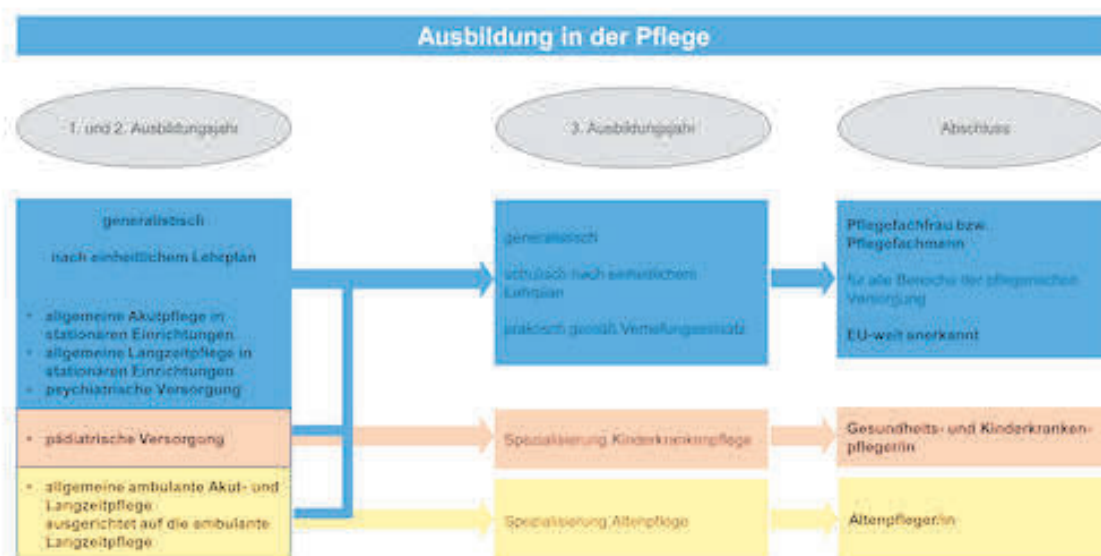 Ausbildung in der Pflege
1. und 2. Ausbildungsjahr
3. Ausbildungsjahr
Abschluss
generalistisch
nach einheitlichem Lehrplan
• allgemeine Akutpflege in
stationären Einrichtungen
• allgemeine Langzeitpflege in
stationären Einrichtungen
• psychiatrische Versorgung
generalistisch
schulisch nach einheitlichem
Lehrplan
praktisch gemäß Vertiefungseinsatz
Pflegefachfrau bzw.
Pflegefachmann
für alle Bereiche der pflegerischen
Versorgung
EU-weit anerkannt
• pädiatrische Versorgung
Spezialisierung Kinderkrankenpflege
Gesundheits- und Kinderkranken-
pfleger/in
• allgemeine ambulante Akut- und
Langzeitpflege
ausgerichtet auf die ambulante
Langzeitpflege
Spezialisierung Altenpflege
Altenpfleger/in